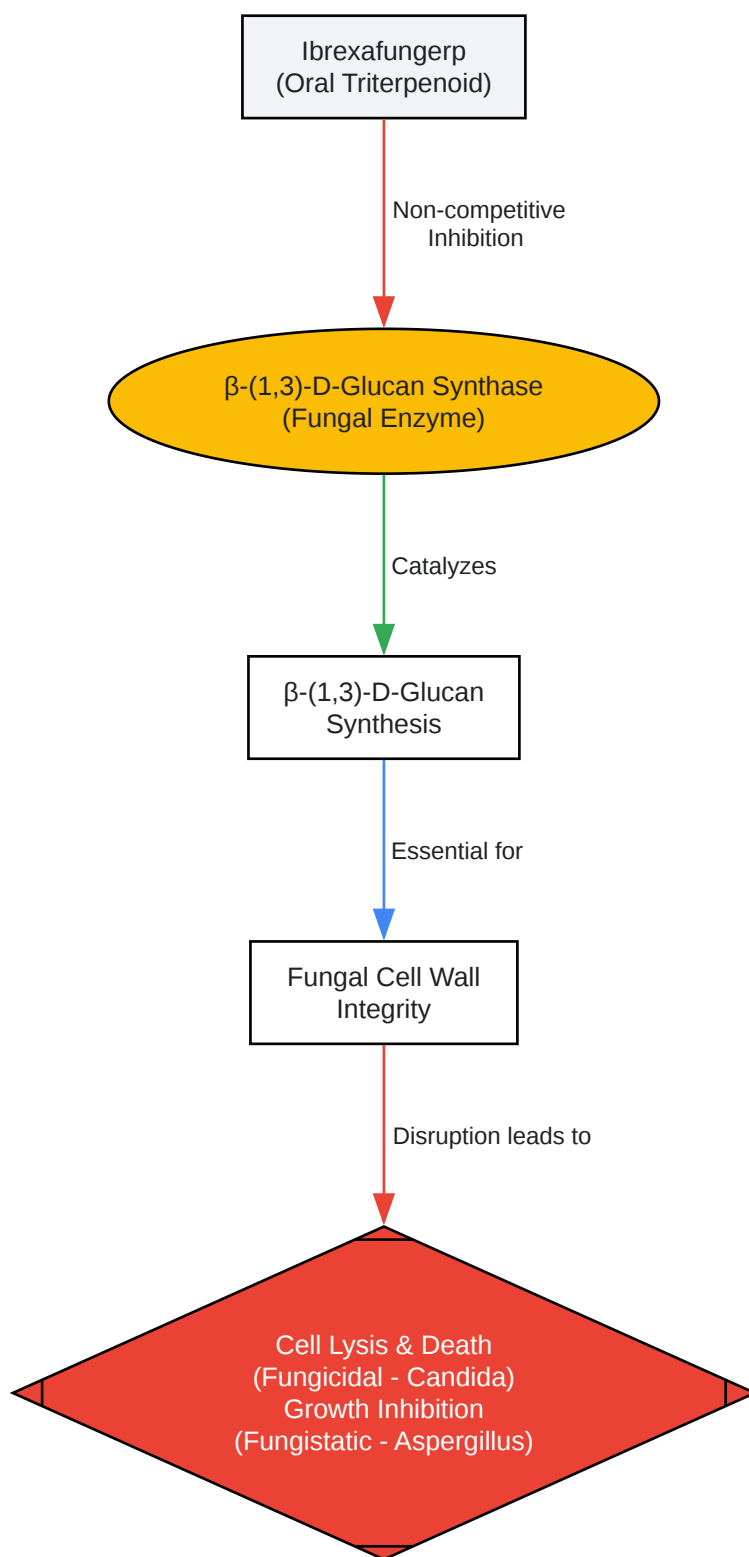 Ibrexafungerp
(Oral Triterpenoid)
Non-competitive
Inhibition
β-(1,3)-D-Glucan Synthase
(Fungal Enzyme)
Catalyzes
β-(1,3)-D-Glucan
Synthesis
Essential for
Fungal Cell Wall
Integrity
Disruption leads to
Cell Lysis & Death
(Fungicidal - Candida)
Growth Inhibition
(Fungistatic - Aspergillus)